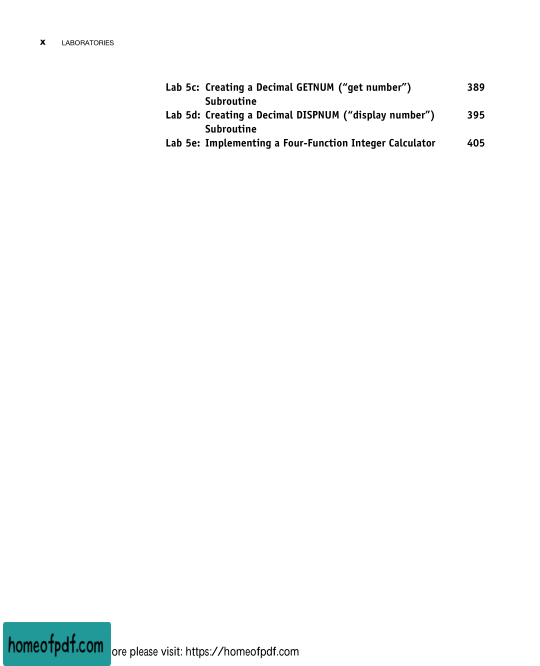 x LABORATORIES
Lab 5c: Creating a Decimal GETNUM (“get number”) 389
Subroutine
Lab 5d: Creating a Decimal DISPNUM (“display number”) 395
Subroutine
Lab 5e: Implementing a Four-Function Integer Calculator 405
homeofpdf.com ore please visit: https://homeofpdf.com